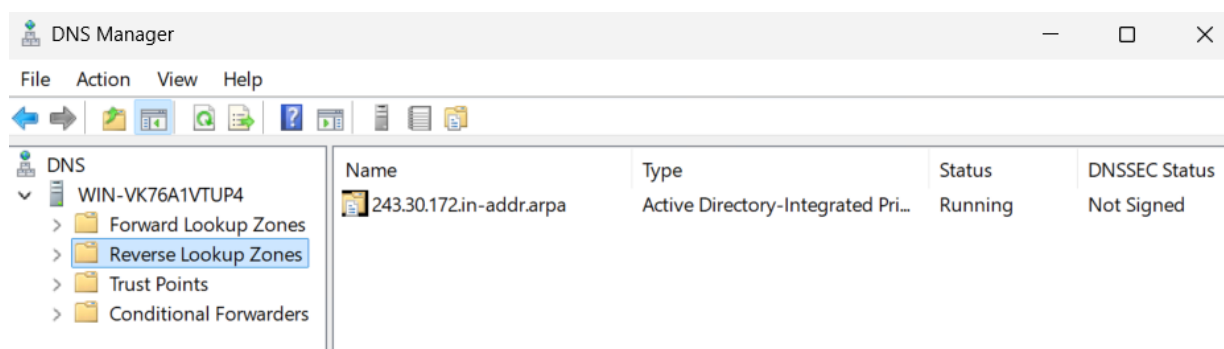 DNS Manager
File Action View Help
DNS
WIN-VK76A1VTUP4
Forward Lookup Zones
Reverse Lookup Zones
Trust Points
Conditional Forwarders
Name Type Status DNSSEC Status
243.30.172.in-addr.arpa Active Directory-Integrated Pri... Running Not Signed